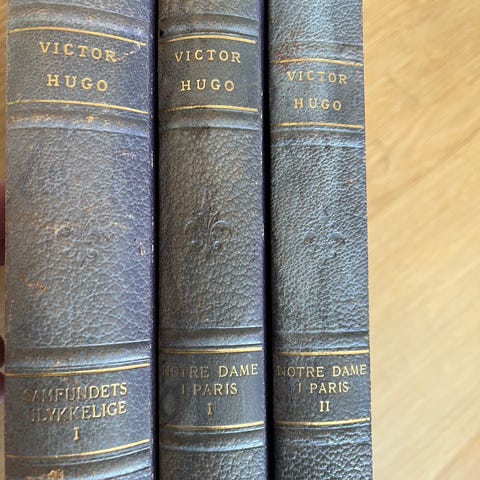 VICTOR
HUGO
SAMFUNDETS
ULYKKELIGE
I
VICTOR
HUGO
NOTRE DAME
I PARIS
I
VICTOR
HUGO
NOTRE DAME
I PARIS
II